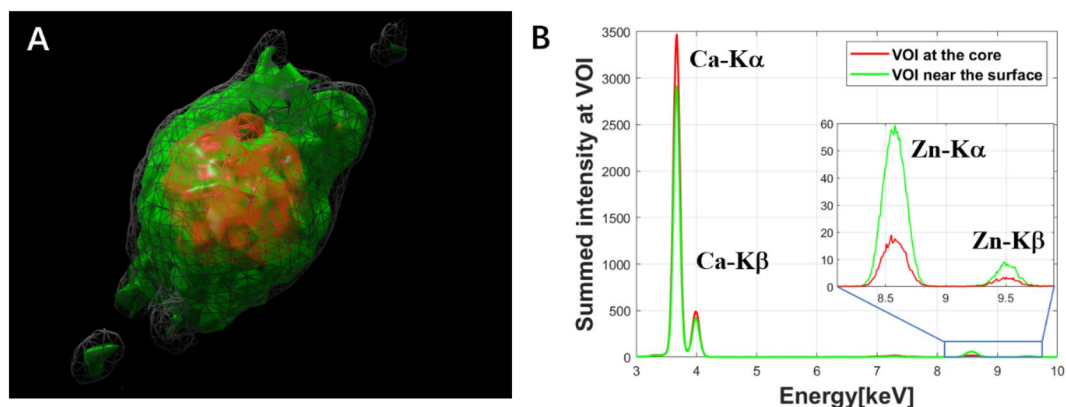 A
B
Summed intensity at VOI
3500
3000
2500
2000
1500
1000
500
0
3
4
5
6
7
8
9
10
Energy[keV]
Ca-Kα
Ca-Kβ
VOI at the core
VOI near the surface
60
50
40
30
20
10
0
8.5
9
9.5
Zn-Kα
Zn-Kβ